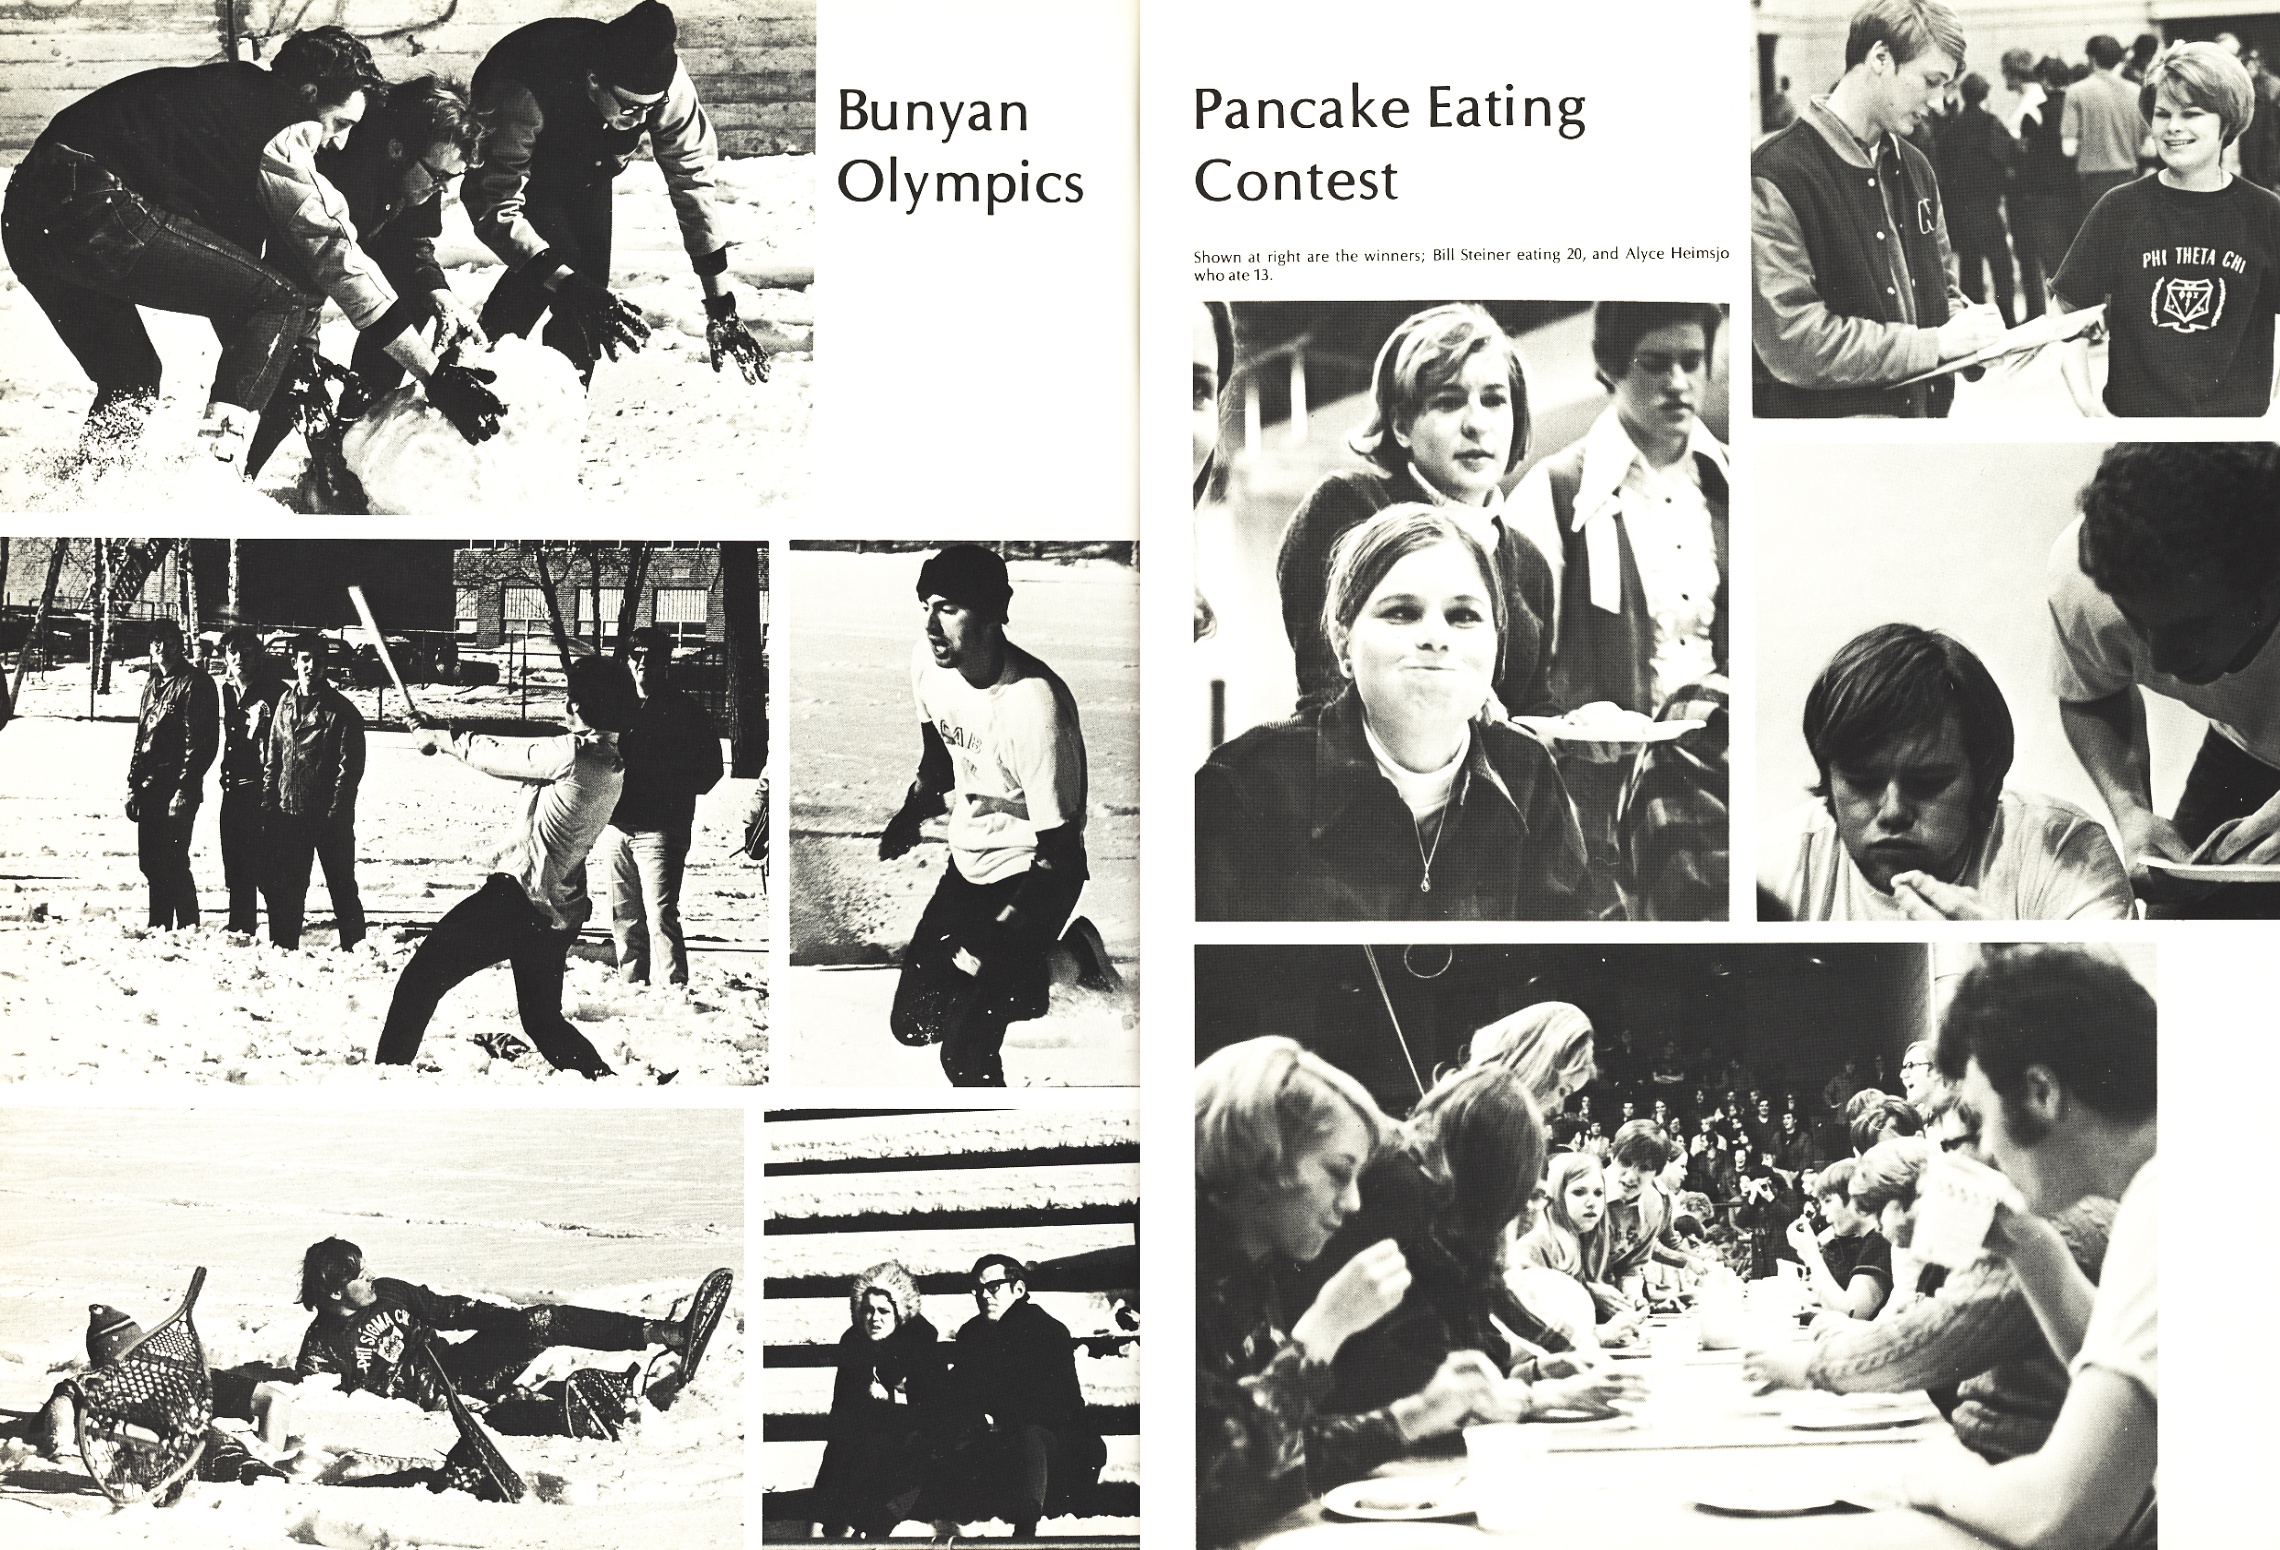 Bunyan
Olympics
Pancake Eating
Contest
Shown at right are the winners; Bill Steiner eating 20, and Alyce Heimsjo
who ate 13.
PHI THETA CHI
PHI SIGMA CHI